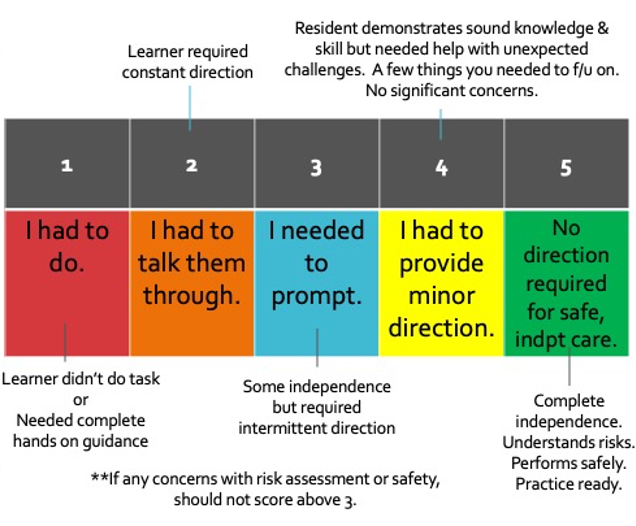 Learner required
constant direction
Resident demonstrates sound knowledge &
skill but needed help with unexpected
challenges. A few things you needed to f/u on.
No significant concerns.
1
2
3
4
5
I had to
do.
I had to
talk them
through.
I needed
to
prompt.
I had to
provide
minor
direction.
No
direction
required
for safe,
indpt care.
Learner didn't do task
or
Needed complete
hands on guidance
Some independence
but required
intermittent direction
Complete
independence.
Understands risks.
Performs safely.
Practice ready.
**If any concerns with risk assessment or safety,
should not score above 3.